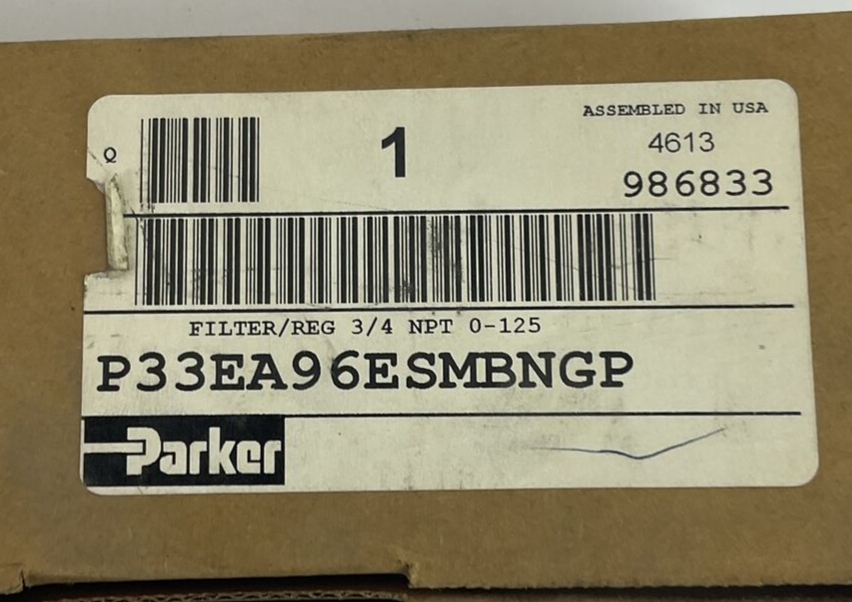 ASSEMBLED IN USA
Q
1
4613
986833
FILTER/REG 3/4 NPT 0-125
P33EA96ESMBNGP
Parker